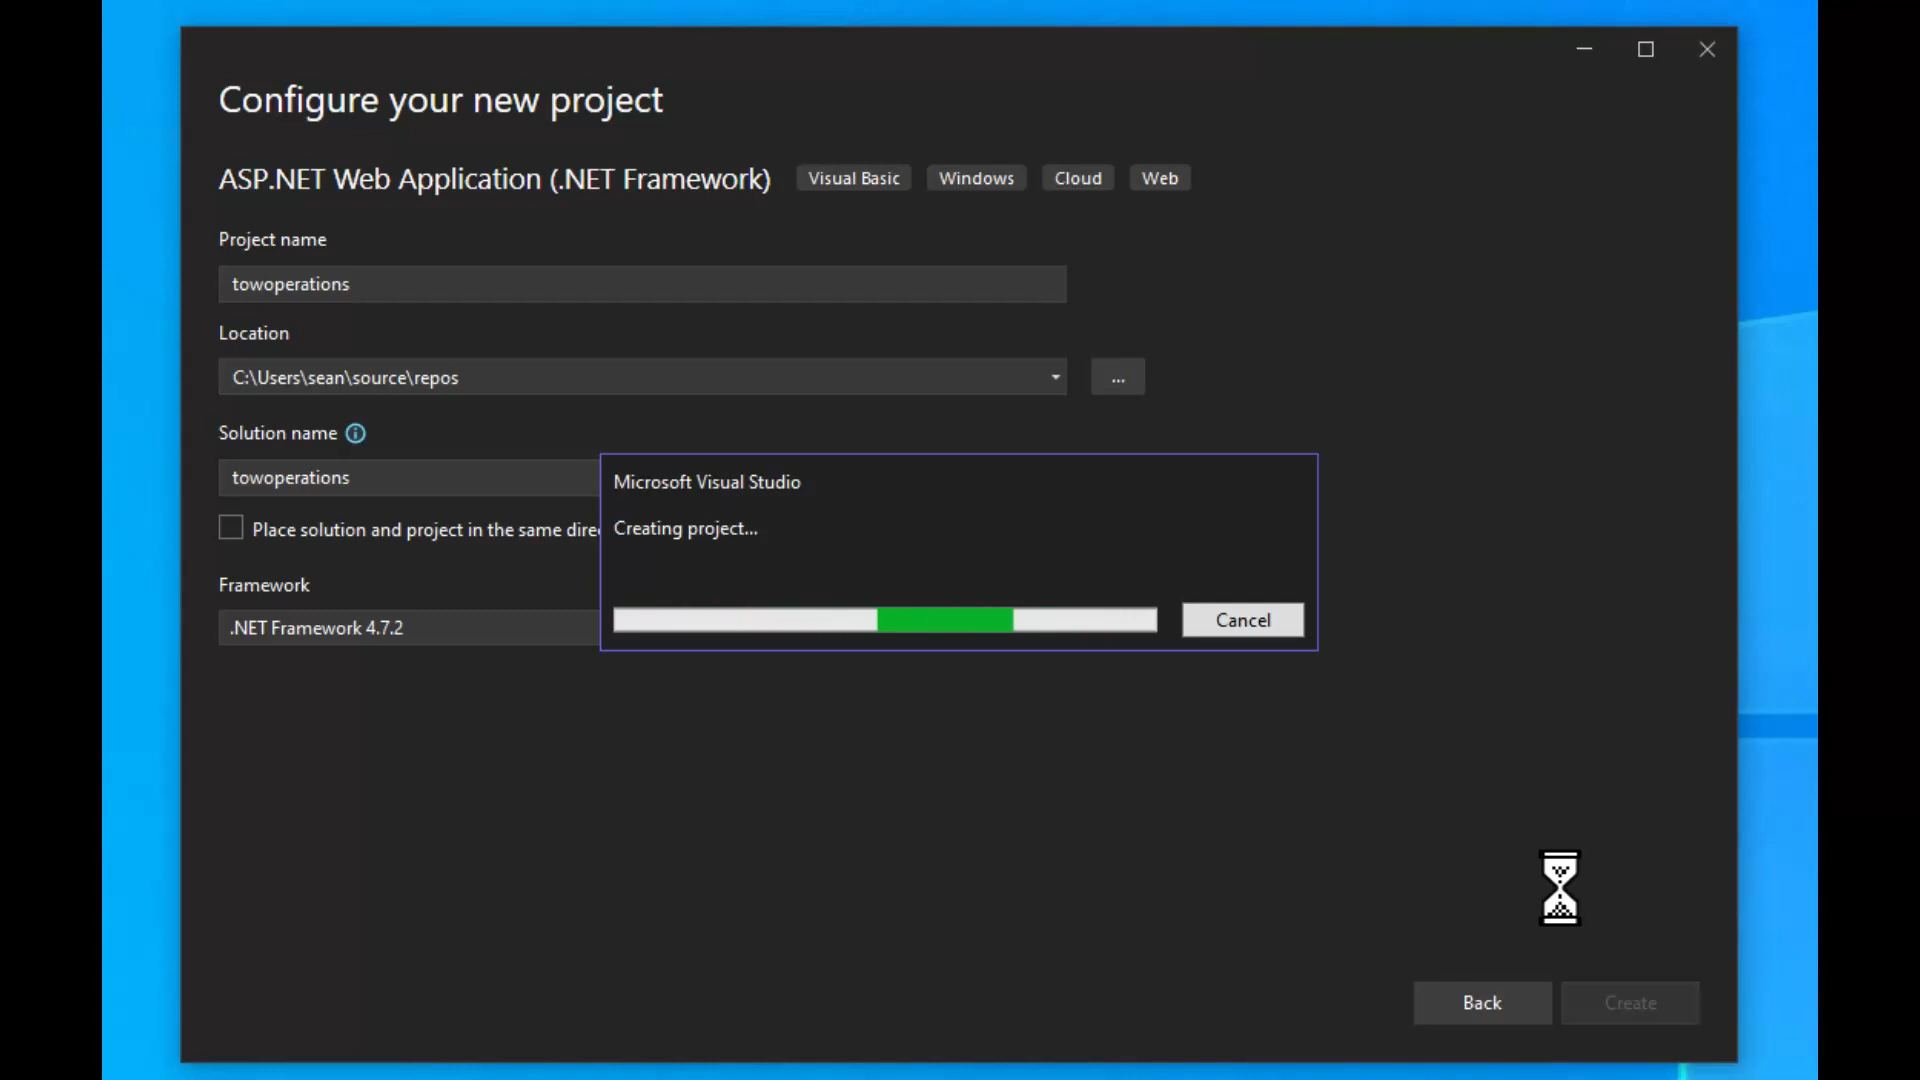 Configure your new project
ASP.NET Web Application (.NET Framework) Visual Basic Windows Cloud Web
Project name
towoperations
Location
C:\Users\sean\source\repos
...
Solution name
towoperations
Place solution and project in the same
Framework
.NET Framework 4.7.2
Microsoft Visual Studio
Creating project...
Cancel
Back Create